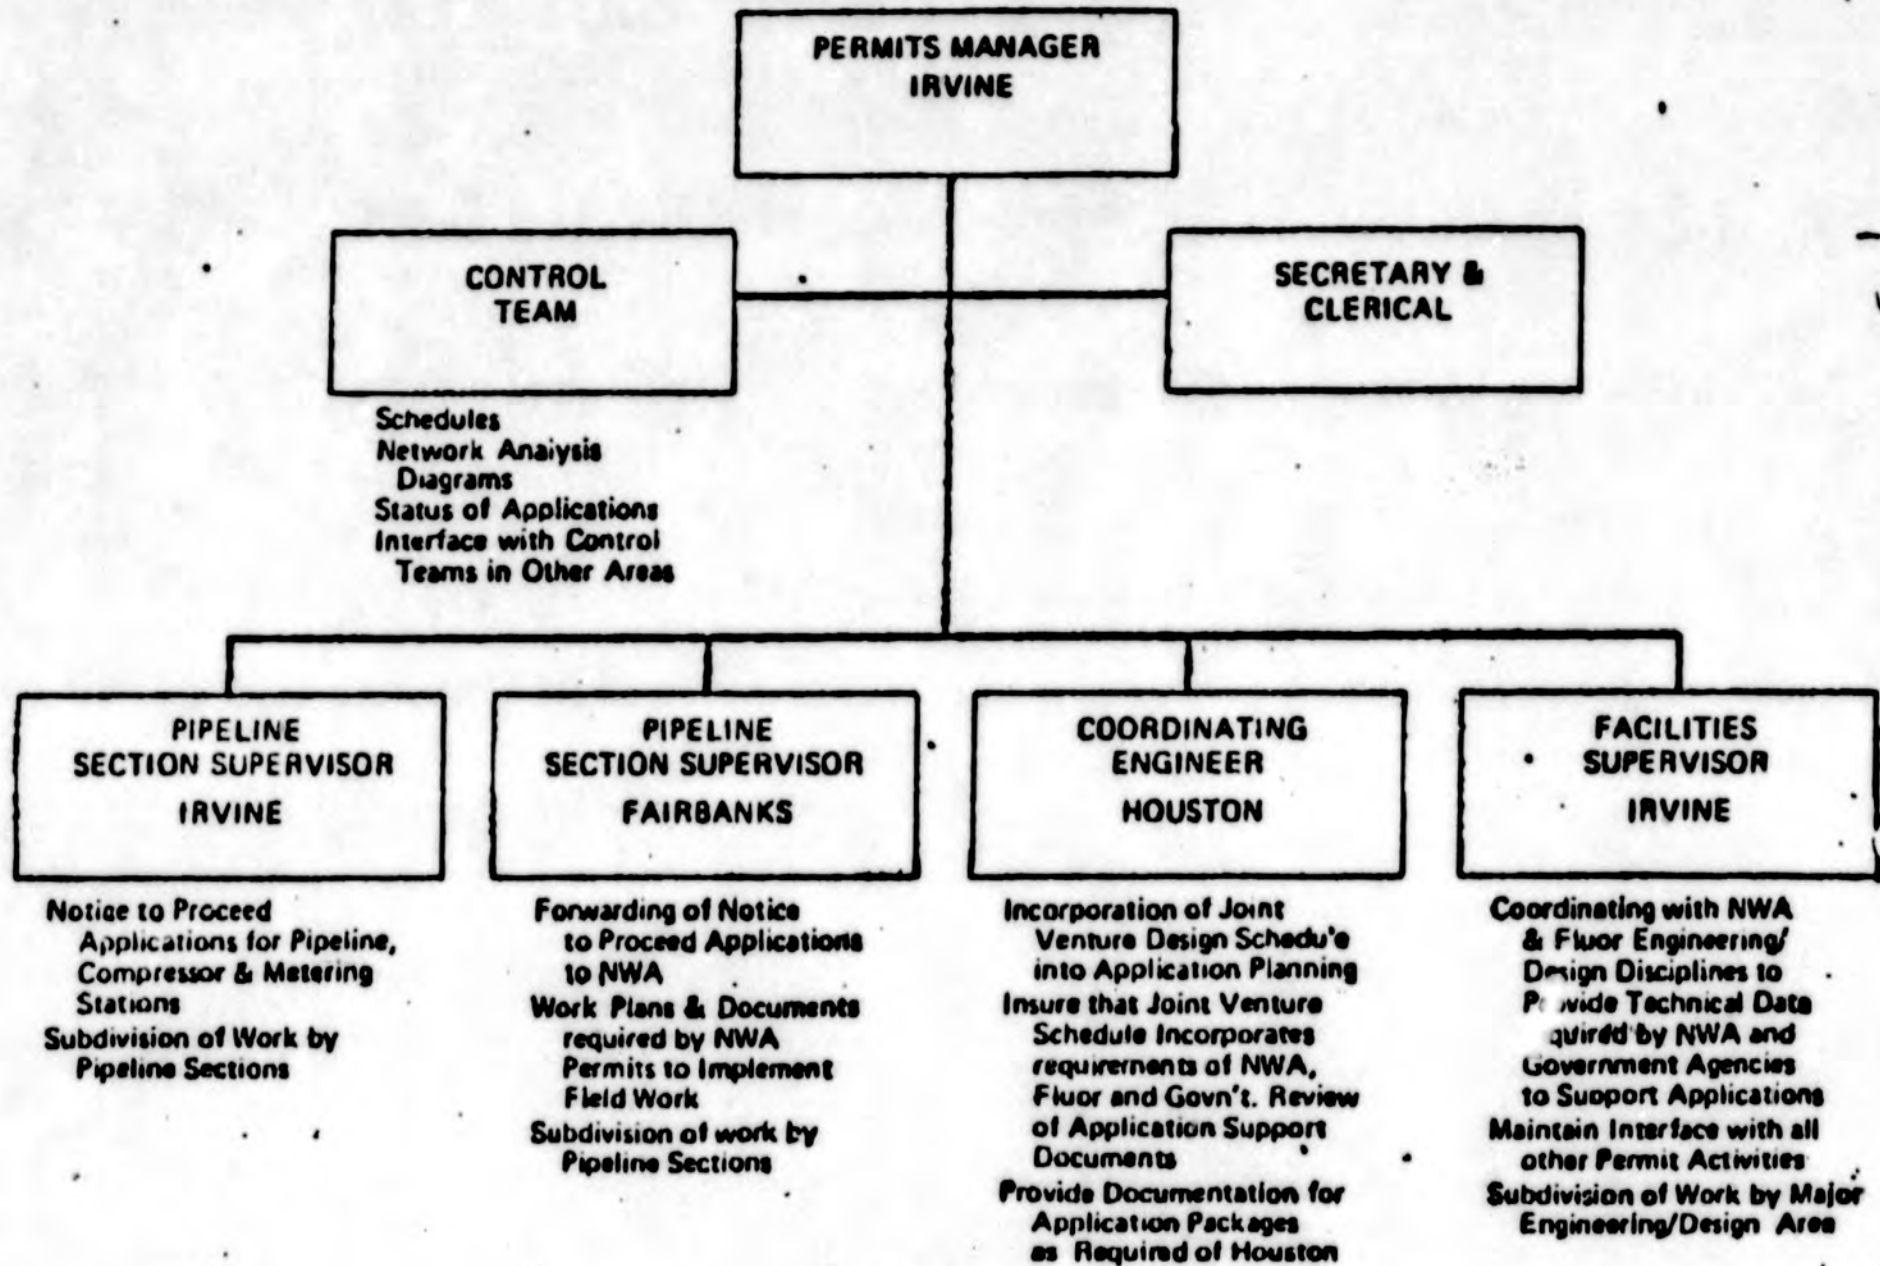 PERMITS MANAGER
IRVINE
CONTROL
TEAM
SECRETARY &
CLERICAL
Schedules
Network Analysis
Diagrams
Status of Applications
Interface with Control
Teams in Other Areas
PIPELINE
SECTION SUPERVISOR
IRVINE
Notice to Proceed
Applications for Pipeline,
Compressor & Metering
Stations
Subdivision of Work by
Pipeline Sections
PIPELINE
SECTION SUPERVISOR
FAIRBANKS
Forwarding of Notice
to Proceed Applications
to NWA
Work Plans & Documents
required by NWA
Permits to Implement
Field Work
Subdivision of work by
Pipeline Sections
COORDINATING
ENGINEER
HOUSTON
Incorporation of Joint
Venture Design Schedu'e
into Application Planning
Insure that Joint Venture
Schedule Incorporates
requirements of NWA,
Fluor and Govn't. Review
of Application Support
Documents
Provide Documentation for
Application Packages
as Required of Houston
FACILITIES
SUPERVISOR
IRVINE
Coordinating with NWA
& Fluor Engineering/
Design Disciplines to
P vide Technical Data
quired by NWA and
Government Agencies
to Support Applications
Maintain Interface with all
other Permit Activities
Subdivision of Work by Major
Engineering/Design Area